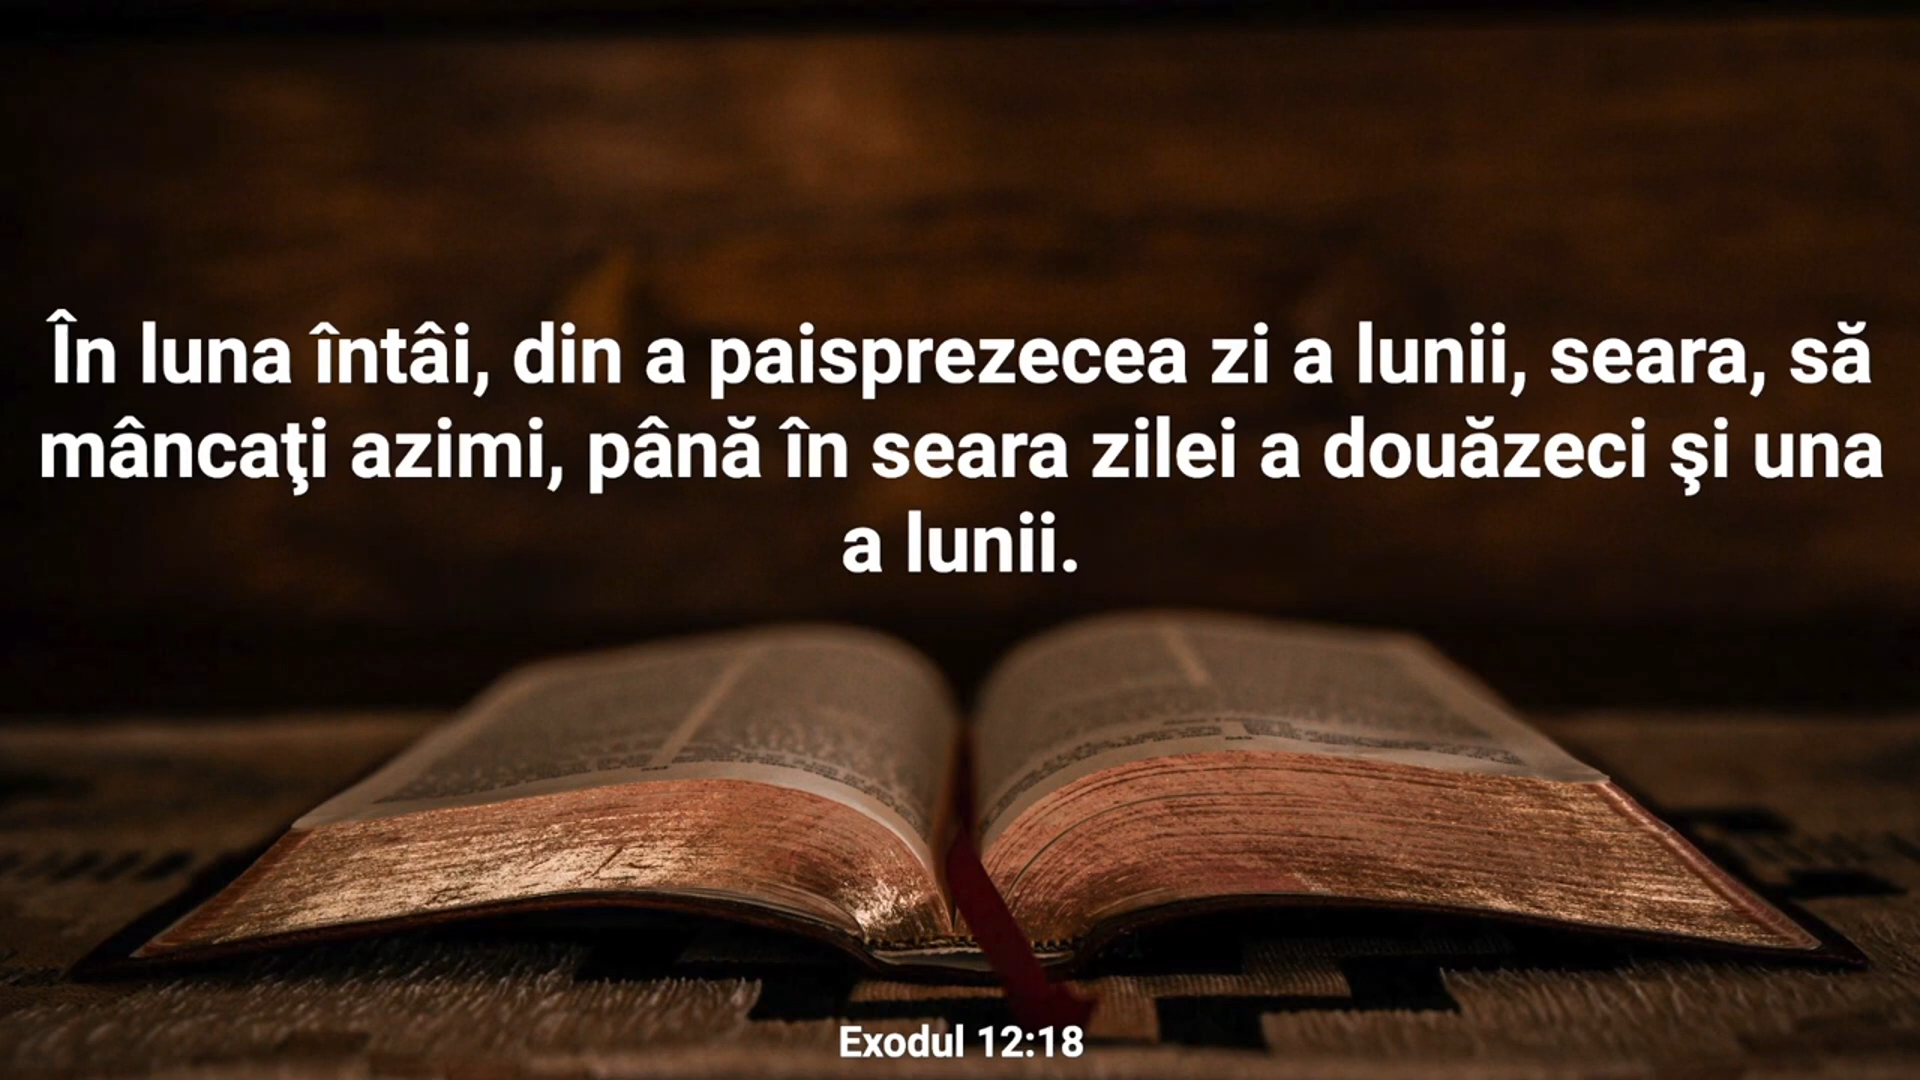 În luna întâi, din a paisprezecea zi a lunii, seara, să
mâncaţi azimi, până în seara zilei a douăzeci şi una
a lunii.
Exodul 12:18